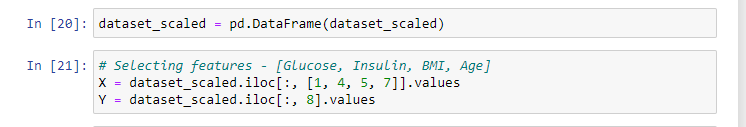 In [20]: dataset_scaled = pd.DataFrame(dataset_scaled)
In [21]: # Selecting features - [Glucose, Insulin, BMI, Age]
X = dataset_scaled.iloc[:, [1, 4, 5, 7]].values
Y = dataset_scaled.iloc[:, 8].values